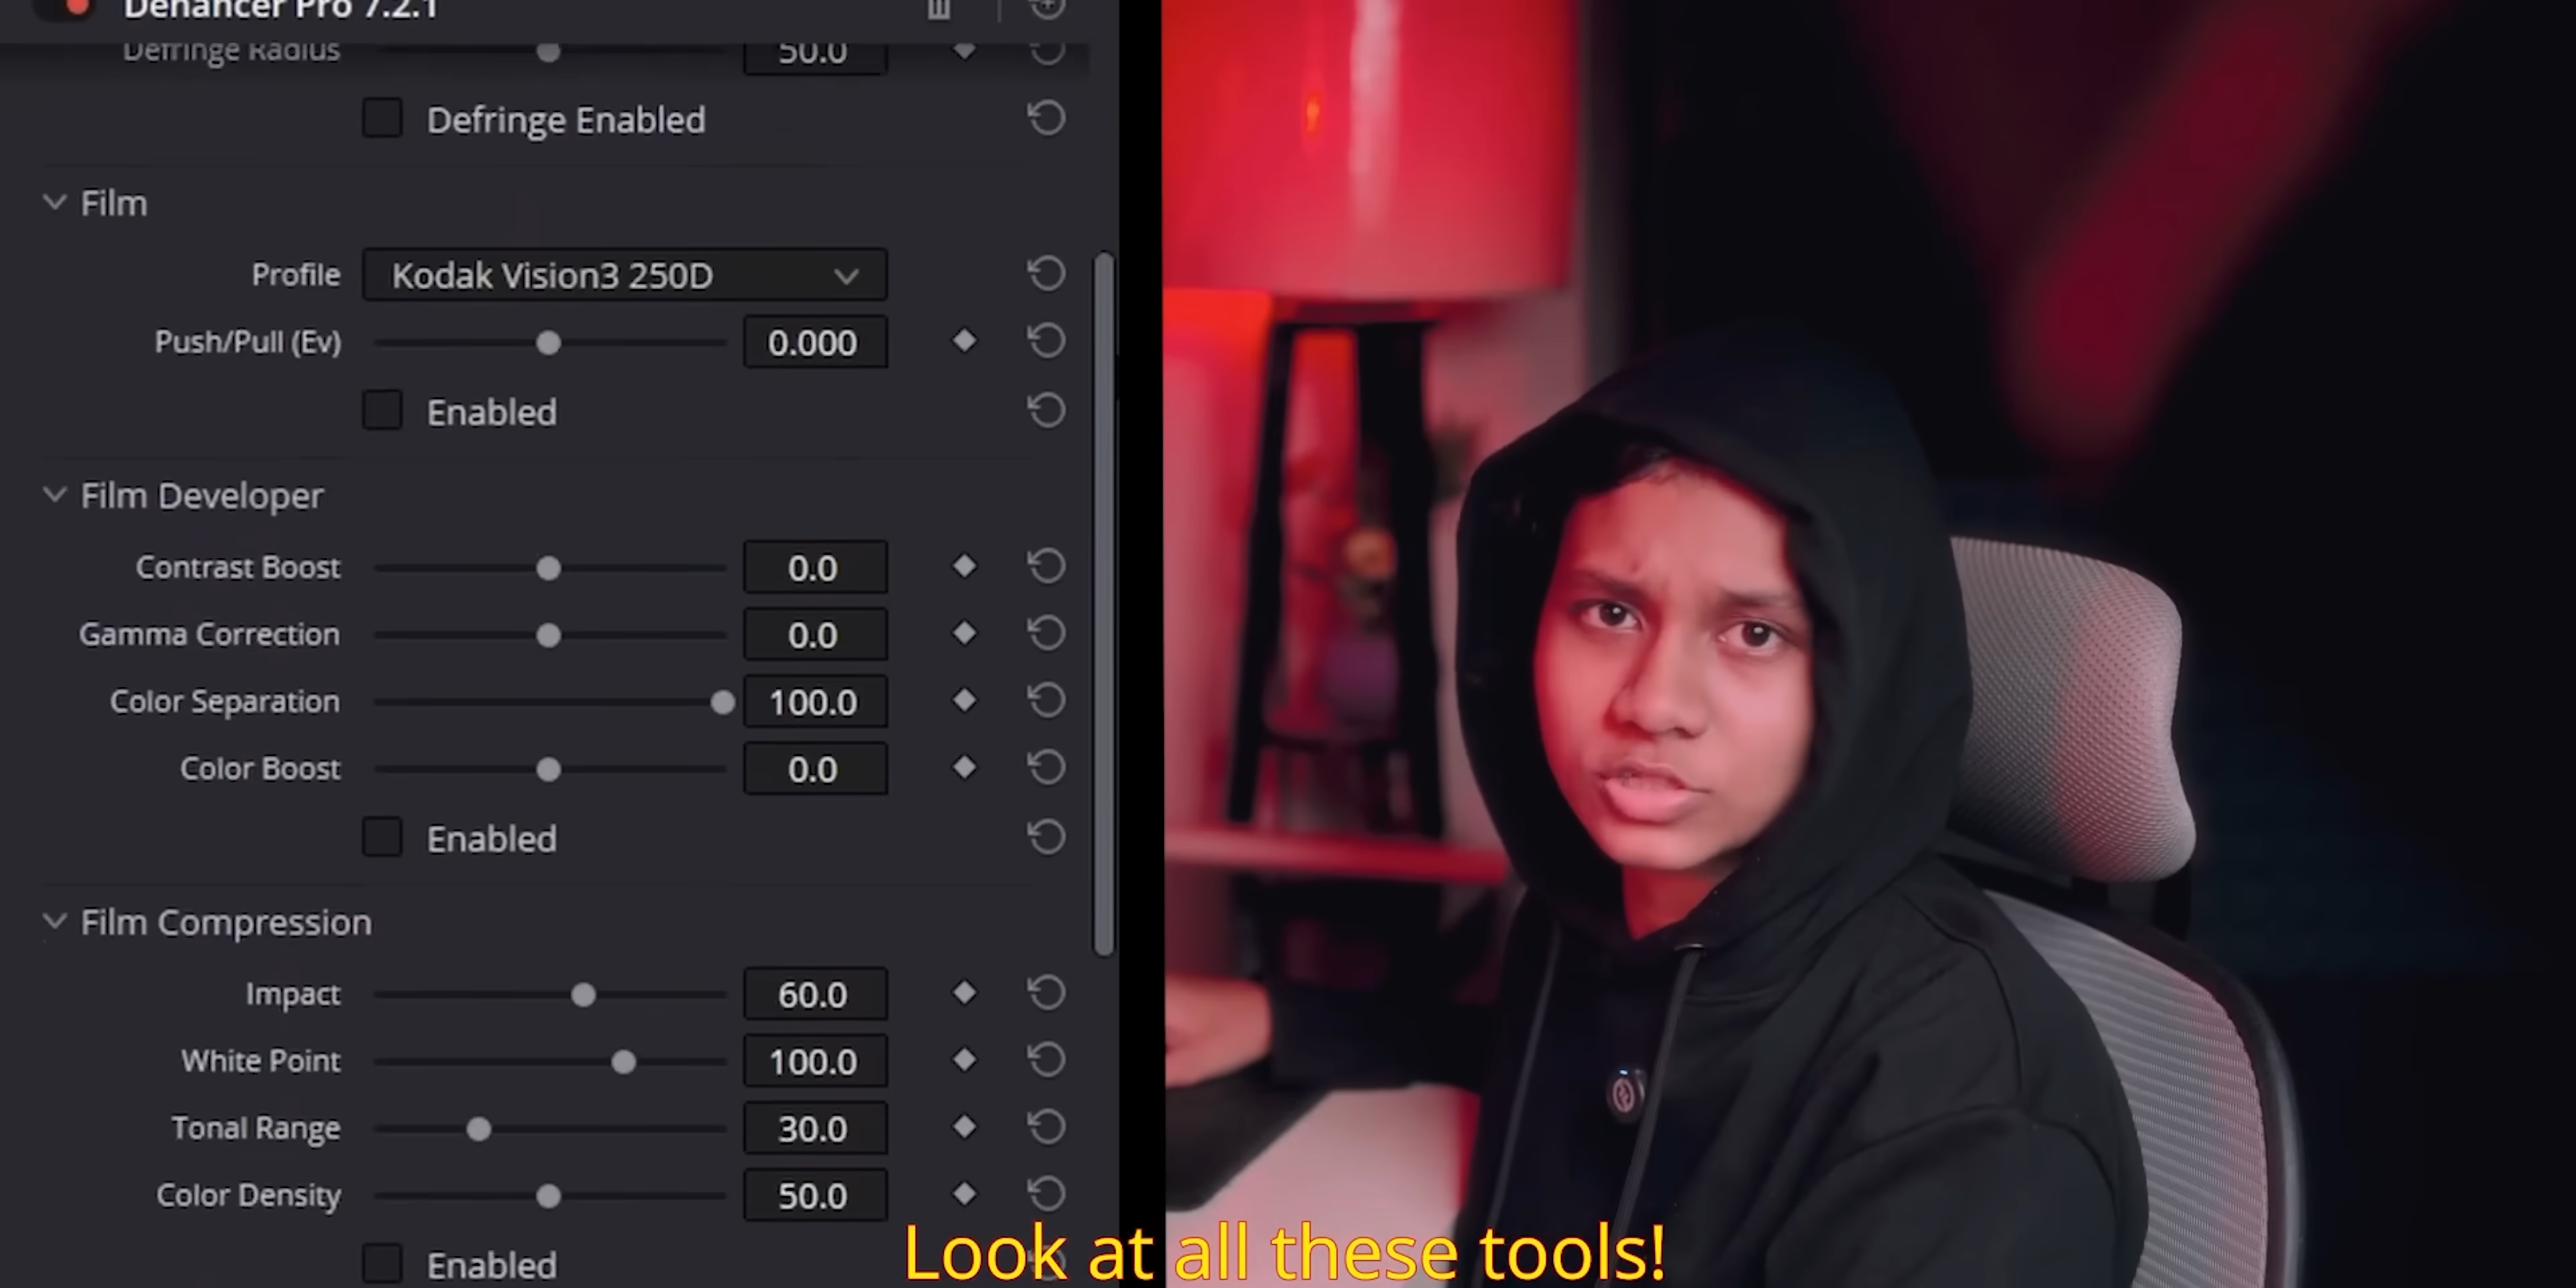 Dehancer Pro 7.2.1
Defringe Radius 50.0
Defringe Enabled
Film
Profile Kodak Vision3 250D
Push/Pull (Ev) 0.000
Enabled
Film Developer
Contrast Boost 0.0
Gamma Correction 0.0
Color Separation 100.0
Color Boost 0.0
Enabled
Film Compression
Impact 60.0
White Point 100.0
Tonal Range 30.0
Color Density 50.0
Enabled
Look at all these tools!